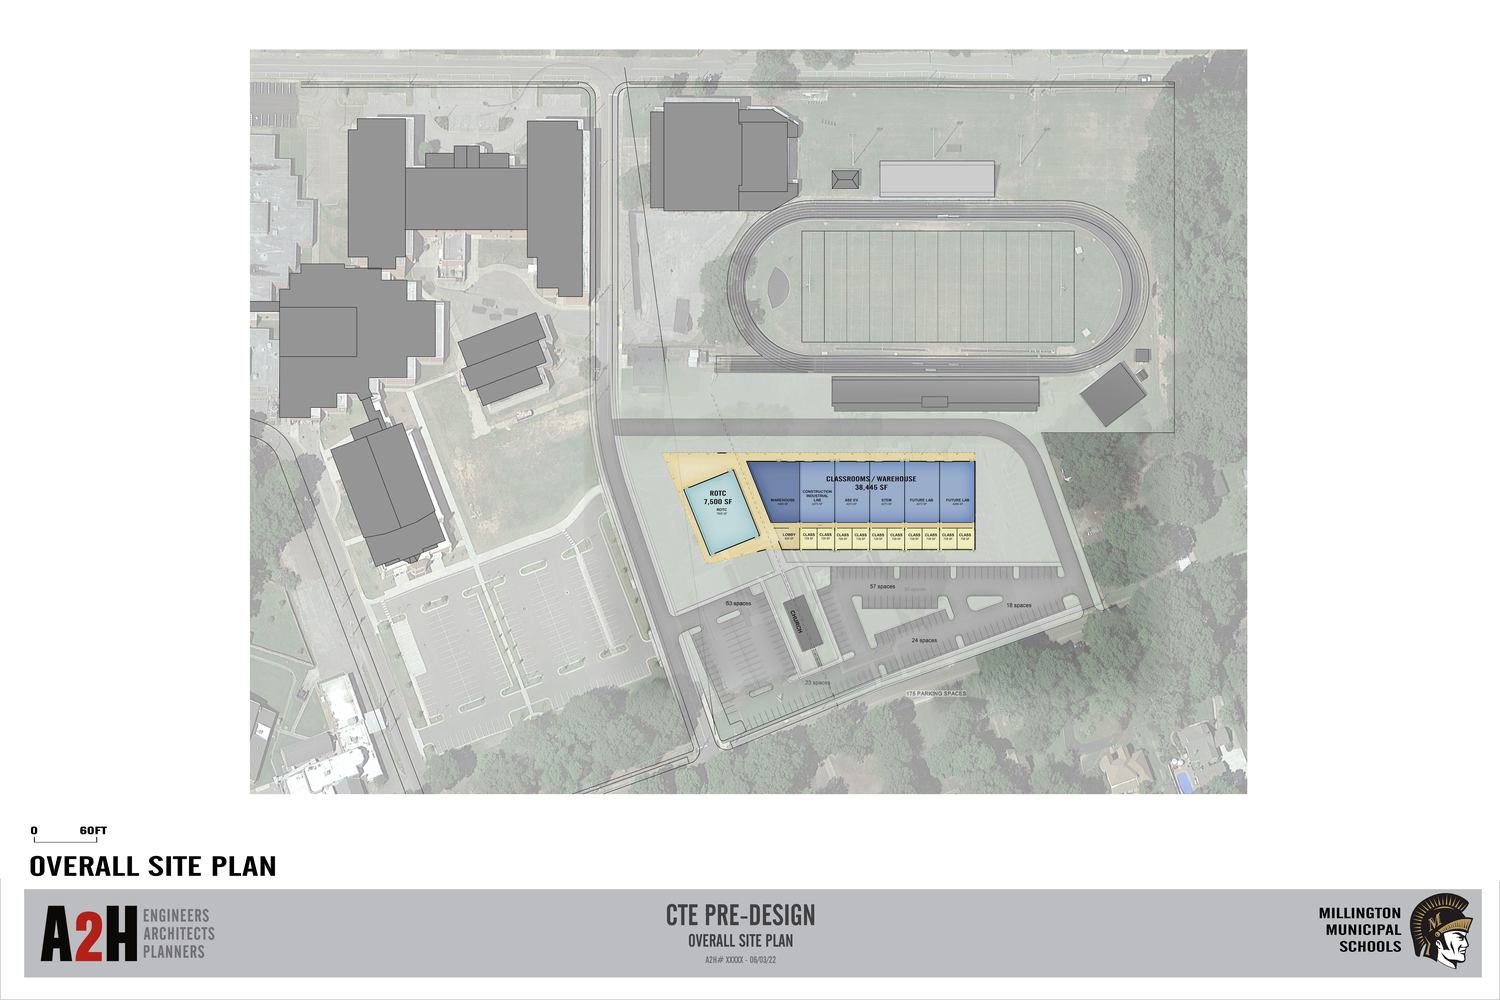 ROTC
7,500 SF
ROTC
CLASSROOMS / WAREHOUSE
38,445 SF
WAREHOUSE
CONSTRUCTION
INDUSTRIAL
LAB
ASE EV
STEM
FUTURE LAB
FUTURE LAB
LOBBY
CLASS
CLASS
CLASS
CLASS
CLASS
CLASS
CLASS
CLASS
CLASS
CLASS
57 spaces
53 spaces
18 spaces
CHURCH
24 spaces
23 spaces
175 PARKING SPACES
0 60FT
OVERALL SITE PLAN
A2H ENGINEERS
ARCHITECTS
PLANNERS
CTE PRE-DESIGN
OVERALL SITE PLAN
A2H# XXXXX - 06/03/22
MILLINGTON
MUNICIPAL
SCHOOLS
M